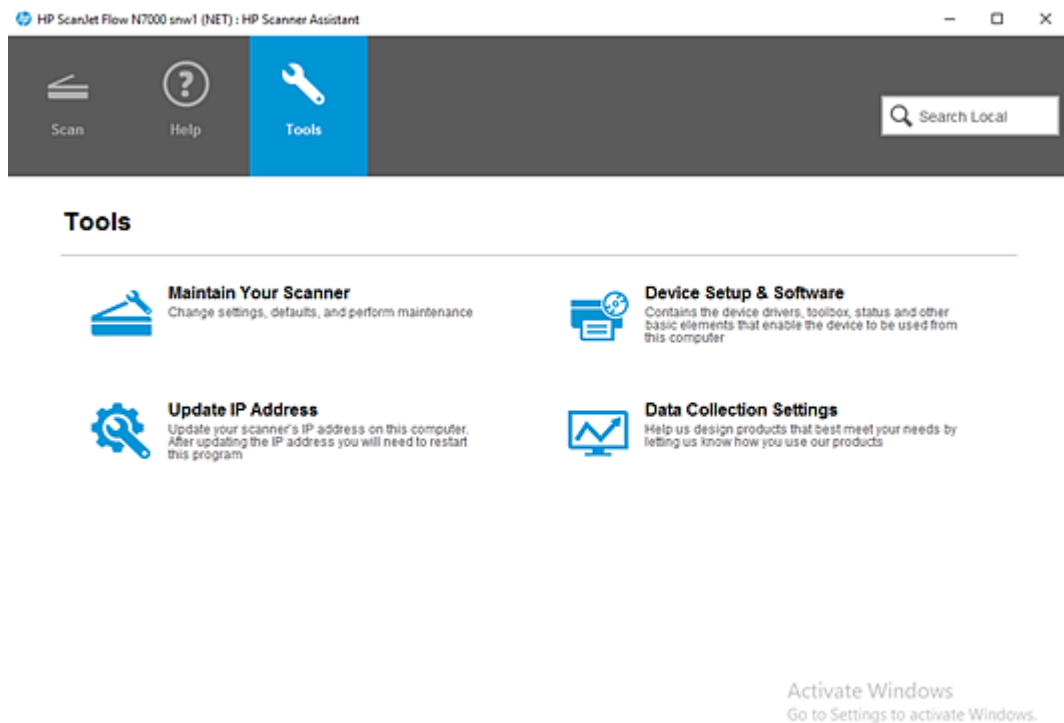 HP ScanJet Flow N7000 snw1 (NET) : HP Scanner Assistant
Scan
Help
Tools
Search Local
Tools
Maintain Your Scanner
Change settings, defaults, and perform maintenance
Device Setup & Software
Contains the device drivers, toolbox, status and other
basic elements that enable the device to be used from
this computer
Update IP Address
Update your scanner's IP address on this computer.
After updating the IP address you will need to restart
this program
Data Collection Settings
Help us design products that best meet your needs by
letting us know how you use our products
Activate Windows
Go to Settings to activate Windows.